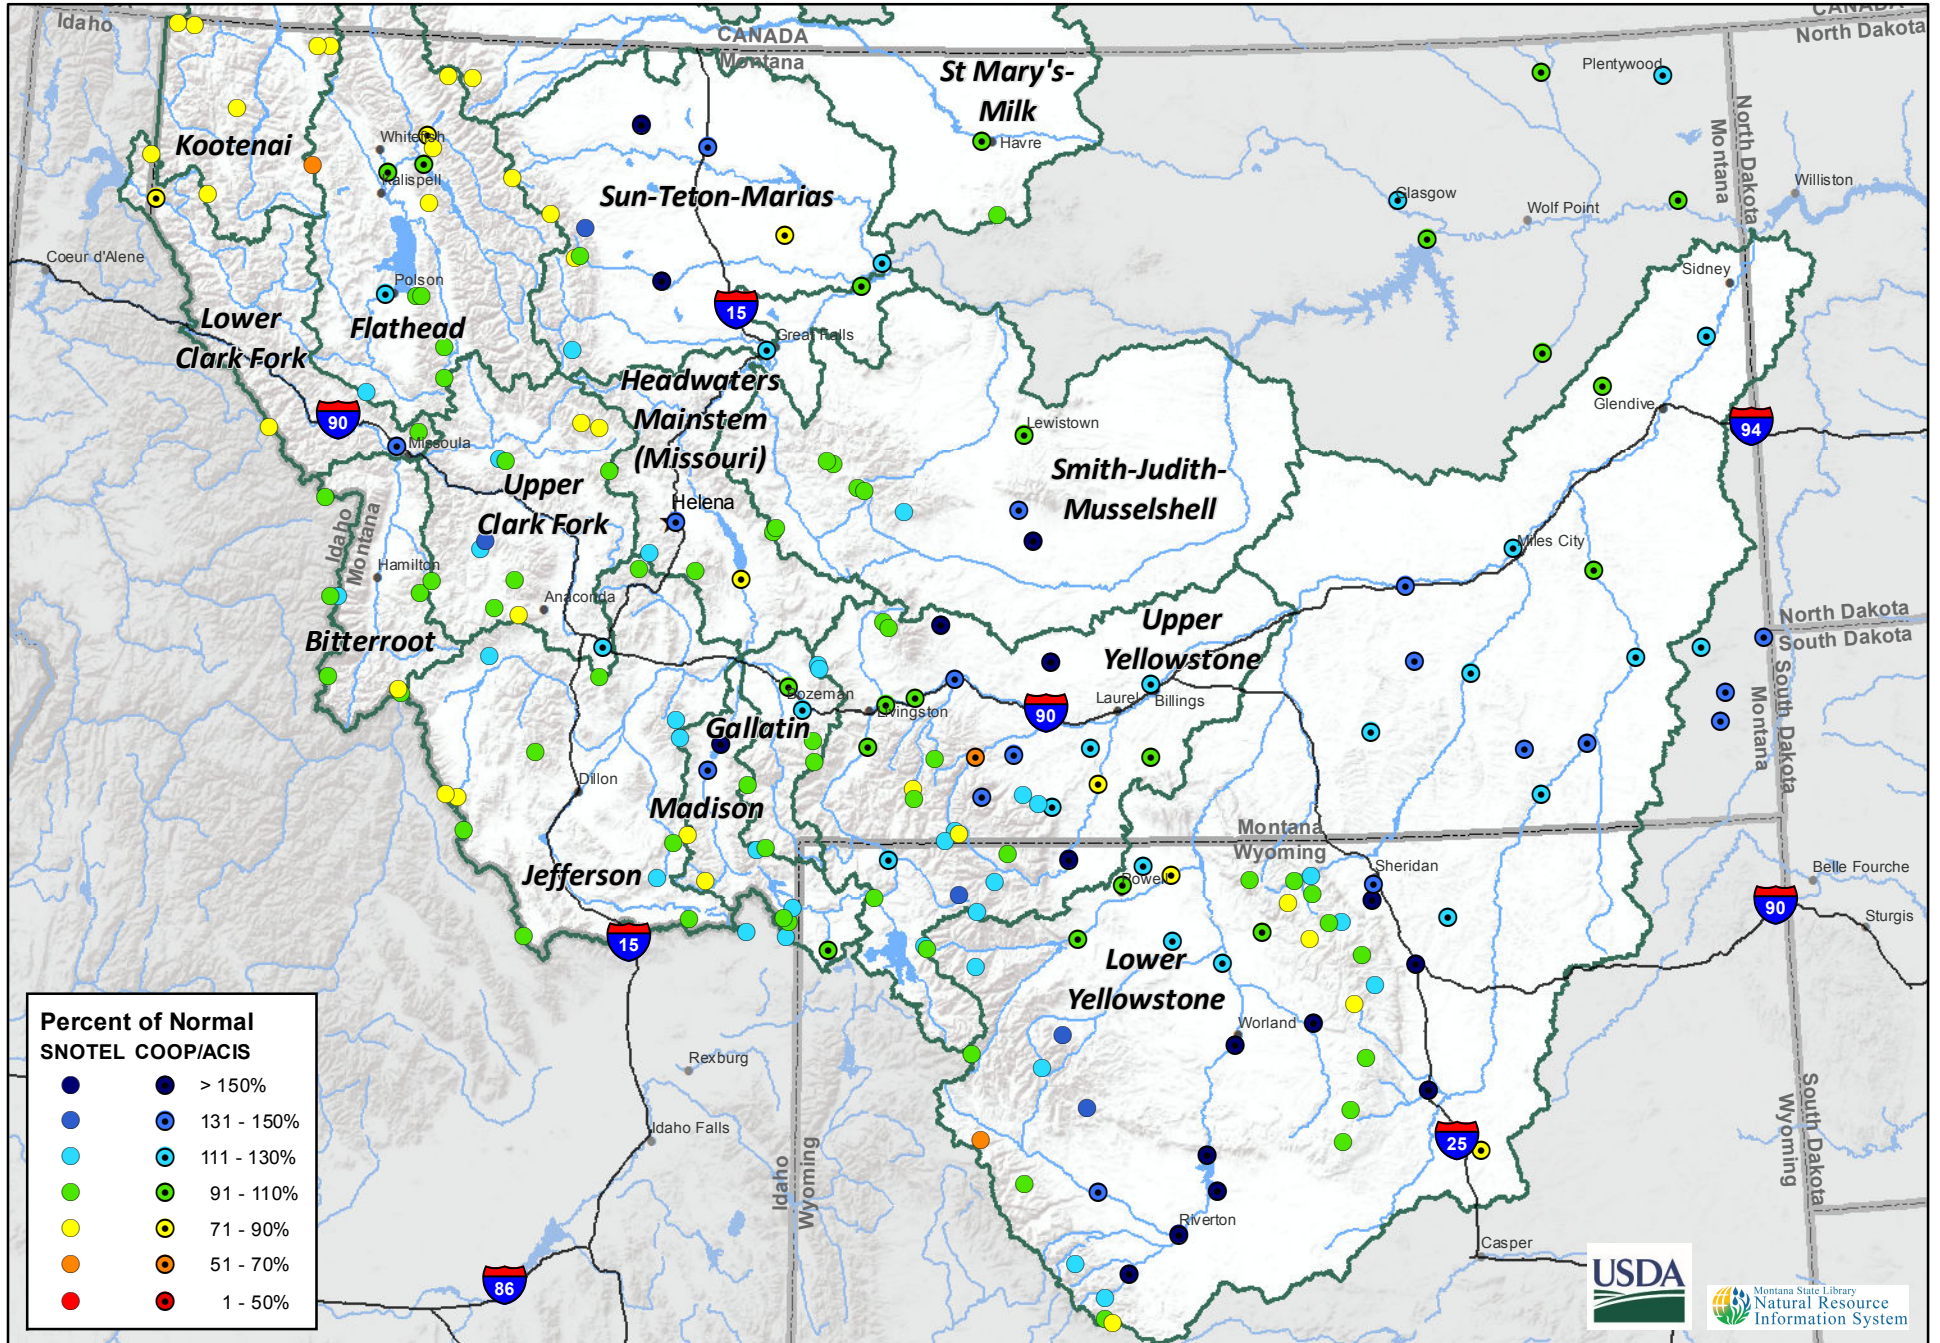 Idaho
CANADA
Montana
CANADA
North Dakota
St Mary's-
Milk
Plentywood
Kootenai
Whitefish
Kalispell
Havre
Montana
North Dakota
Sun-Teton-Marias
Glasgow
Wolf Point
Williston
Coeur d'Alene
Polson
Sidney
15
Lower
Clark Fork
Flathead
Great Falls
Headwaters
Mainstem
(Missouri)
90
Missoula
Lewistown
Glendive
94
Smith-Judith-
Musselshell
Upper
Clark Fork
Helena
Idaho
Montana
Hamilton
Anaconda
Miles City
Bitterroot
Upper
Yellowstone
North Dakota
South Dakota
Bozeman
Livingston
Laurel
Billings
90
Gallatin
Montana
South Dakota
Dillon
Madison
Montana
Wyoming
Jefferson
Powell
Sheridan
Belle Fourche
90
Sturgis
15
Lower
Yellowstone
Worland
Rexburg
Idaho Falls
Idaho
Wyoming
South Dakota
Wyoming
25
Riverton
Casper
86
Percent of Normal
SNOTEL COOP/ACIS
> 150%
131 - 150%
111 - 130%
91 - 110%
71 - 90%
51 - 70%
1 - 50%
USDA
Montana State Library
Natural Resource
Information System